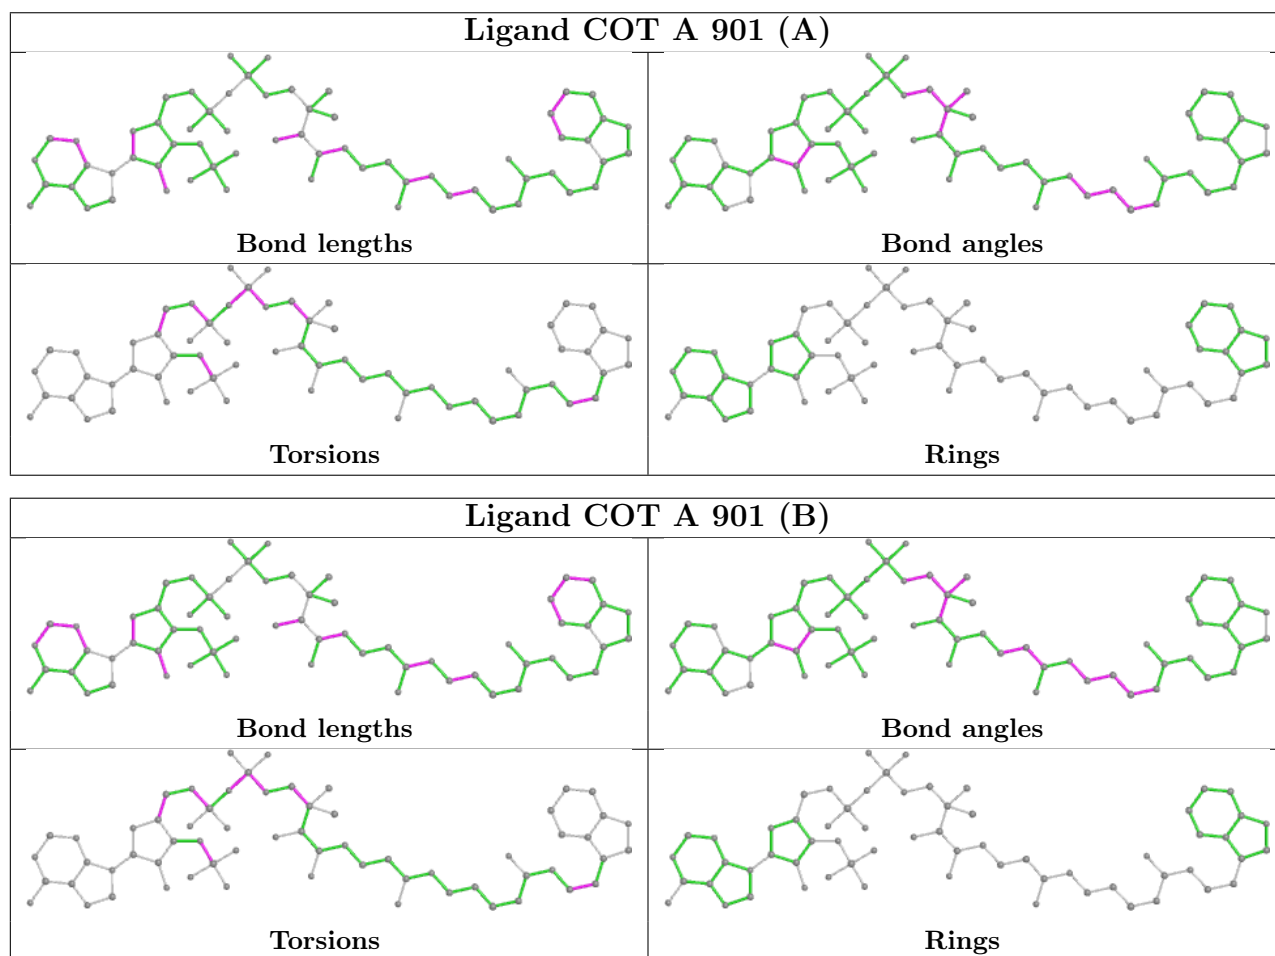 Ligand COT A 901 (A)
Bond lengths
Bond angles
Torsions
Rings
Ligand COT A 901 (B)
Bond lengths
Bond angles
Torsions
Rings